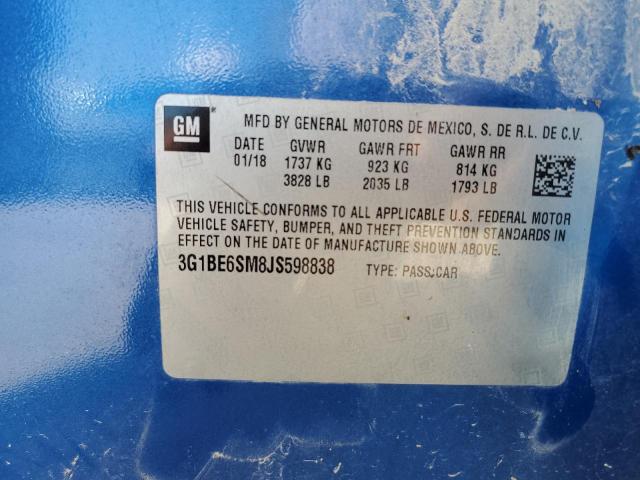 GM
MFD BY GENERAL MOTORS DE MEXICO, S. DE R.L. DE C.V.
DATE GVWR GAWR FRT GAWR RR
01/18 1737 KG 923 KG 814 KG
3828 LB 2035 LB 1793 LB
THIS VEHICLE CONFORMS TO ALL APPLICABLE U.S. FEDERAL MOTOR
VEHICLE SAFETY, BUMPER, AND THEFT PREVENTION STANDARDS IN
EFFECT ON THE DATE OF MANUFACTURE SHOWN ABOVE.
3G1BE6SM8JS598838 TYPE: PASS.CAR